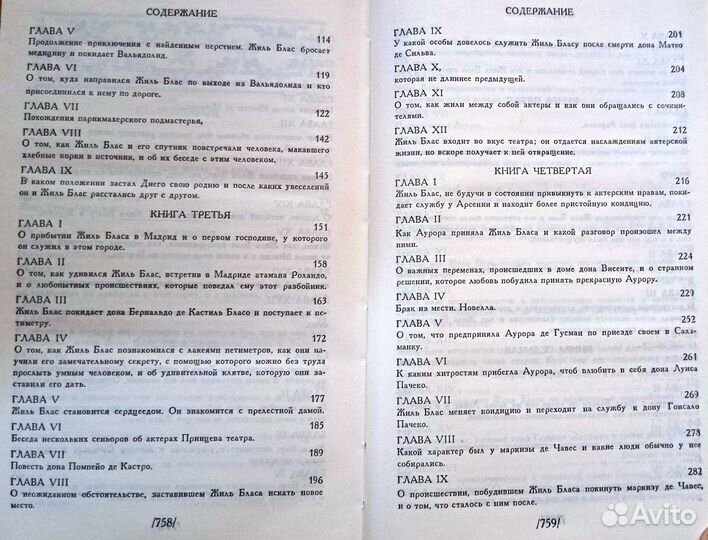 СОДЕРЖАНИЕ
ГЛАВА V 114
Продолжение приключения с найденным перстнем. Жиль Блас бросает
медицину и покидает Вальядолид.
ГЛАВА VI 119
О том, куда направился Жиль Блас по выходе из Вальядолида и кто
присоединился к нему по дороге.
ГЛАВА VII 122
Похождения парикмахерского подмастерья,
ГЛАВА VIII 142
О том, как Жиль Блас и его спутник повстречали человека, макавшего
хлебные корки в источник, и об их беседе с этим человеком.
ГЛАВА IX 145
В каком положении застал Диего свою родню и после каких увеселений
он и Жиль Блас расстались друг с другом.
КНИГА ТРЕТЬЯ
ГЛАВА I 151
О прибытии Жиль Бласа в Мадрид и о первом господине, у которого
он служил в этом городе.
ГЛАВА II 158
О том, как удивился Жиль Блас, встретив в Мадриде атамана Роландо,
и о любопытных происшествиях, которые поведал ему этот разбойник.
ГЛАВА III 163
Жиль Блас покидает дона Бернальдо де Кастиль Бласо и поступает к пе-
тиметру.
ГЛАВА IV 172
О том, как Жиль Блас познакомился с лакеями петиметров, как они на-
учили его замечательному секрету, с помощью которого можно без труда
прослыть умным человеком, и об удивительной клятве, которую они за-
ставили его дать.
ГЛАВА V 177
Жиль Блас становится сердцеедом. Он знакомится с прелестной дамой.
ГЛАВА VI 185
Беседа нескольких сеньоров об актерах Принцева театра.
ГЛАВА VII 189
Повесть дона Помпейо де Кастро.
ГЛАВА VIII 196
О неожиданном обстоятельстве, заставившем Жиль Бласа искать новое
место.
/758/
СОДЕРЖАНИЕ
ГЛАВА IX 201
У какой особы довелось служить Жиль Бласу после смерти дона Матео
де Сильва.
ГЛАВА X, 204
которая не длиннее предыдущей.
ГЛАВА XI 208
О том, как жили между собой актеры и как они обращались с сочини-
телями.
ГЛАВА XII 212
Жиль Блас входит во вкус театра; он отдается наслаждениям актерской
жизни, но вскоре получает к ней отвращение.
КНИГА ЧЕТВЕРТАЯ
ГЛАВА I 216
Жиль Блас, не будучи в состоянии привыкнуть к актерским нравам, поки-
дает службу у Арсении и находит более пристойную кондицию.
ГЛАВА II 221
Как Аурора приняла Жиль Бласа и какой разговор произошел между
ними.
ГЛАВА III 224
О важных переменах, происшедших в доме дона Висенте, и о странном
решении, которое любовь побудила принять прекрасную Аурору.
ГЛАВА IV 229
Брак из мести. Новелла.
ГЛАВА V 252
О том, что предприняла Аурора де Гусман по приезде своем в Сала-
манку.
ГЛАВА VI 261
К каким хитростям прибегла Аурора, чтоб влюбить в себя дона Луиса
Пачеко.
ГЛАВА VII 269
Жиль Блас меняет кондицию и переходит на службу к дону Гонсало
Пачеко.
ГЛАВА VIII 278
Какой характер был у маркизы де Чавес и какие люди обычно у нее
собирались.
ГЛАВА IX 282
О происшествии, побудившем Жиль Бласа покинуть маркизу де Чавес,
и о том, что сталось с ним после.
/759/
Avito